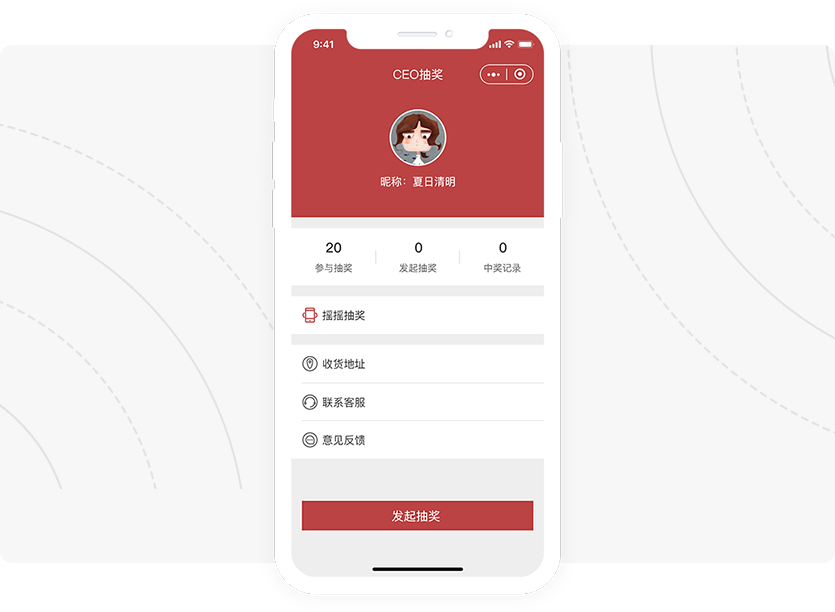 9:41
CEO抽奖
昵称：夏日清明
20 0 0
参与抽奖 发起抽奖 中奖记录
摇摇抽奖
收货地址
联系客服
意见反馈
发起抽奖